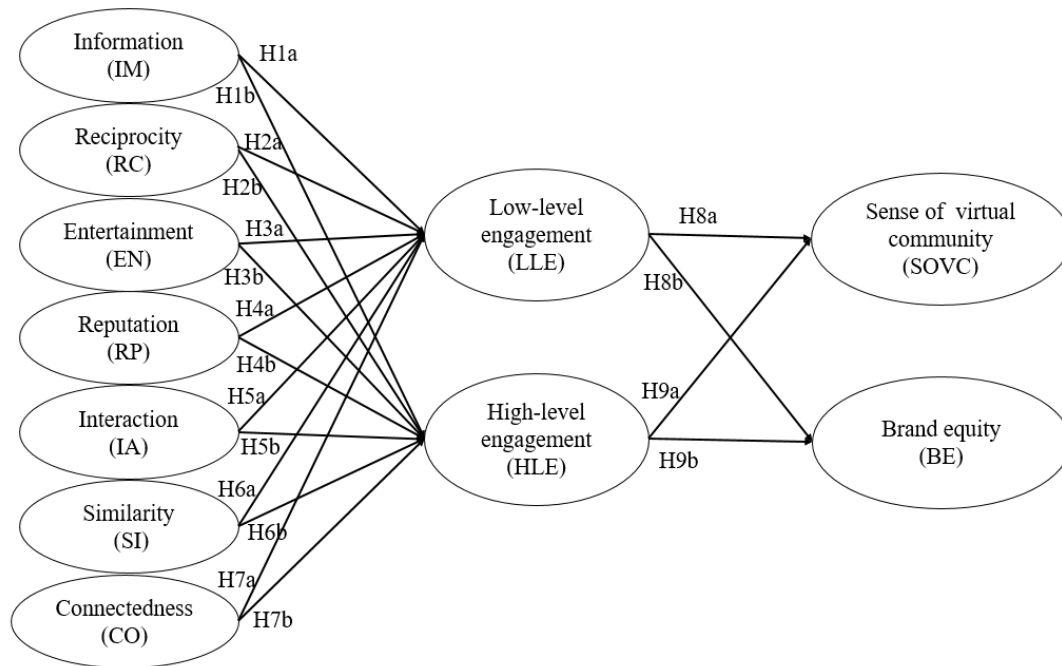 Information
(IM)
H1a
H1b
Reciprocity
(RC)
H2a
H2b
Entertainment
(EN)
H3a
H3b
Reputation
(RP)
H4a
H4b
Interaction
(IA)
H5a
H5b
Similarity
(SI)
H6a
H6b
Connectedness
(CO)
H7a
H7b
Low-level
engagement
(LLE)
High-level
engagement
(HLE)
H8a
H8b
H9a
H9b
Sense of virtual
community
(SOVC)
Brand equity
(BE)